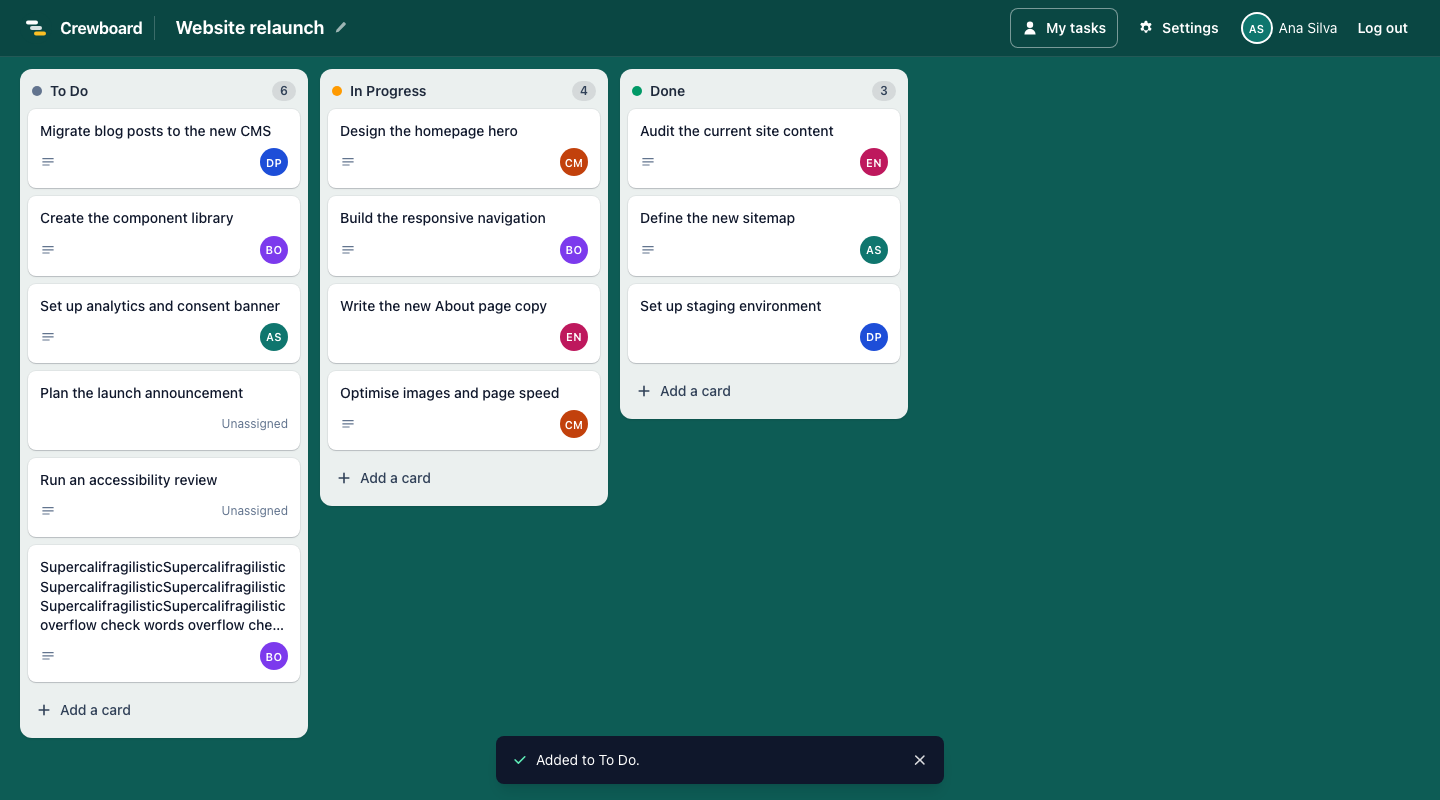 Crewboard
Website relaunch
My tasks
Settings
AS
Ana Silva
Log out
To Do
6
Migrate blog posts to the new CMS
DP
Create the component library
BO
Set up analytics and consent banner
AS
Plan the launch announcement
Unassigned
Run an accessibility review
Unassigned
SupercalifragilisticSupercalifragilistic
SupercalifragilisticSupercalifragilistic
SupercalifragilisticSupercalifragilistic
overflow check words overflow che...
BO
Add a card
In Progress
4
Design the homepage hero
CM
Build the responsive navigation
BO
Write the new About page copy
EN
Optimise images and page speed
CM
Add a card
Done
3
Audit the current site content
EN
Define the new sitemap
AS
Set up staging environment
DP
Add a card
Added to To Do.